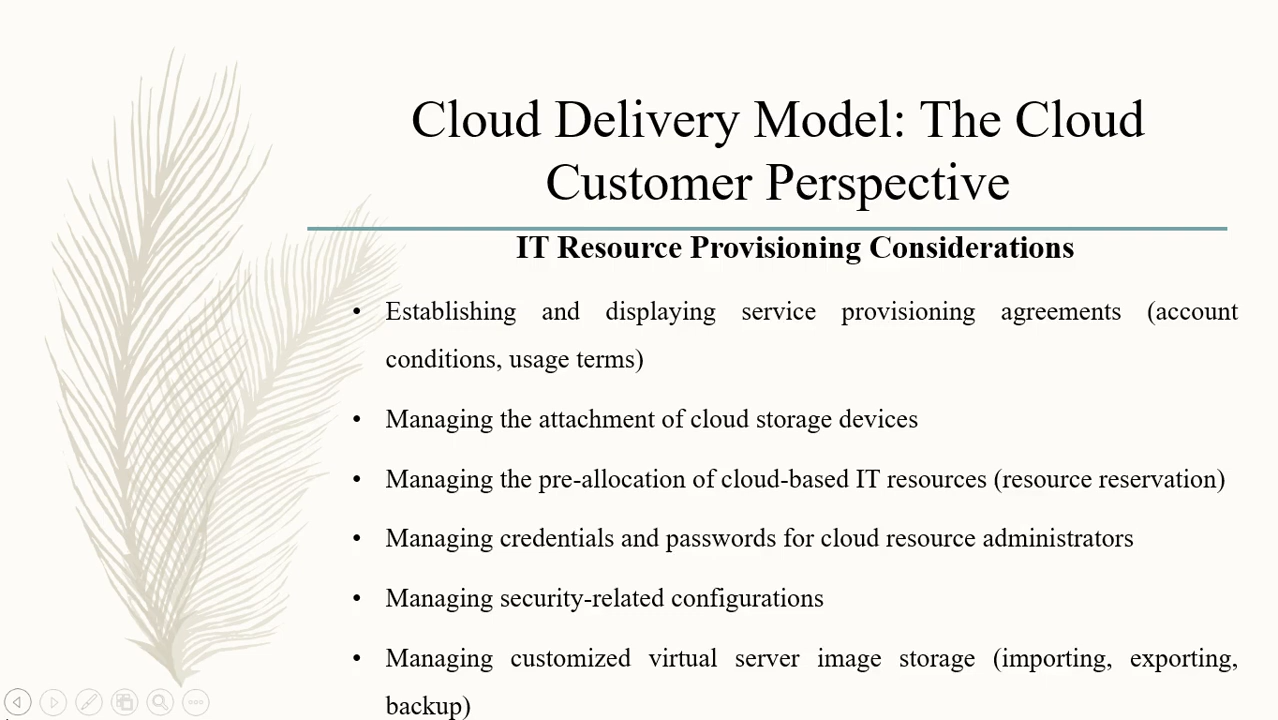 Cloud Delivery Model: The Cloud
Customer Perspective
IT Resource Provisioning Considerations
• Establishing and displaying service provisioning agreements (account
conditions, usage terms)
• Managing the attachment of cloud storage devices
• Managing the pre-allocation of cloud-based IT resources (resource reservation)
• Managing credentials and passwords for cloud resource administrators
• Managing security-related configurations
• Managing customized virtual server image storage (importing, exporting,
backup)